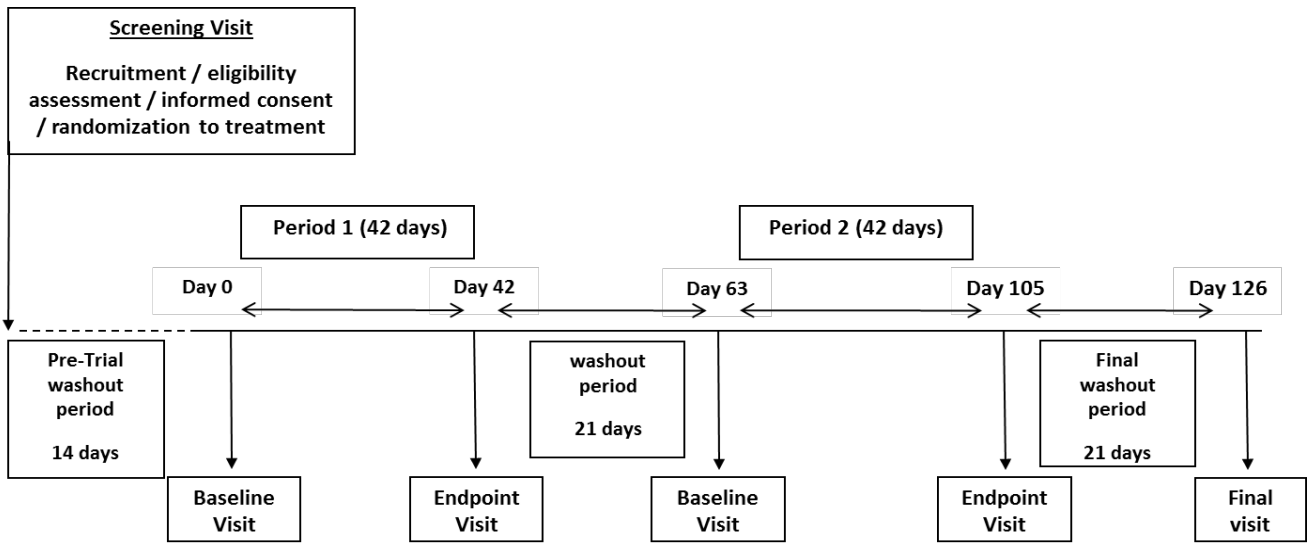 Screening Visit
Recruitment / eligibility
assessment / informed consent
/ randomization to treatment
Period 1 (42 days)
Period 2 (42 days)
Day 0
Day 42
Day 63
Day 105
Day 126
Pre-Trial
washout
period
14 days
washout
period
21 days
Final
washout
period
21 days
Baseline
Visit
Endpoint
Visit
Baseline
Visit
Endpoint
Visit
Final
visit